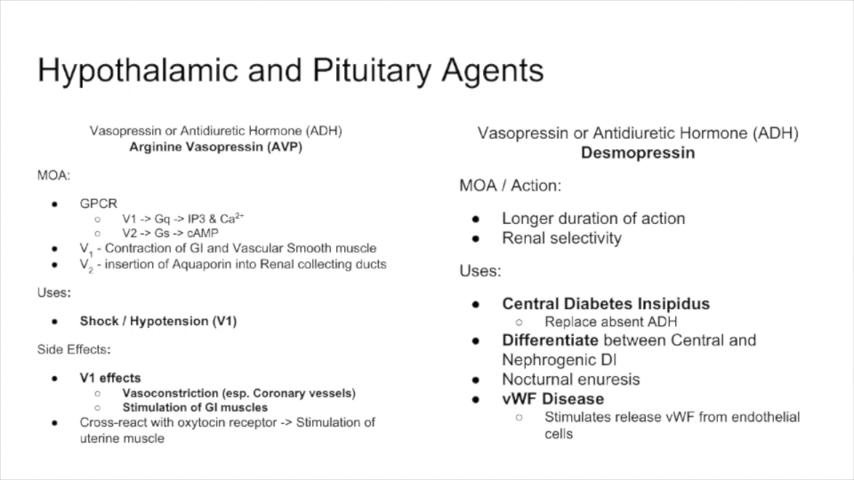 Hypothalamic and Pituitary Agents
Vasopressin or Antidiuretic Hormone (ADH)
Arginine Vasopressin (AVP)
MOA:
● GPCR
○ V1 -> Gq -> IP3 & Ca²⁺
○ V2 -> Gs -> cAMP
● V₁ - Contraction of GI and Vascular Smooth muscle
● V₂ - insertion of Aquaporin into Renal collecting ducts
Uses:
● Shock / Hypotension (V1)
Side Effects:
● V1 effects
○ Vasoconstriction (esp. Coronary vessels)
○ Stimulation of GI muscles
● Cross-react with oxytocin receptor -> Stimulation of
uterine muscle
Vasopressin or Antidiuretic Hormone (ADH)
Desmopressin
MOA / Action:
● Longer duration of action
● Renal selectivity
Uses:
● Central Diabetes Insipidus
○ Replace absent ADH
● Differentiate between Central and
Nephrogenic DI
● Nocturnal enuresis
● vWF Disease
○ Stimulates release vWF from endothelial
cells